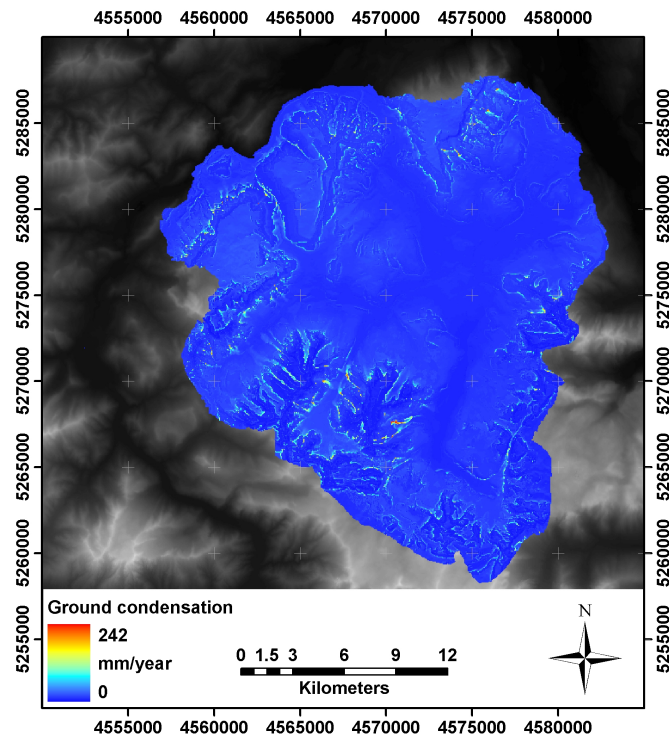 4555000 4560000 4565000 4570000 4575000 4580000
5285000 5285000
5280000 5280000
5275000 5275000
5270000 5270000
5265000 5265000
5260000 5260000
5255000 5255000
Ground condensation
242
mm/year
0
0 1.5 3 6 9 12
Kilometers
N
4555000 4560000 4565000 4570000 4575000 4580000